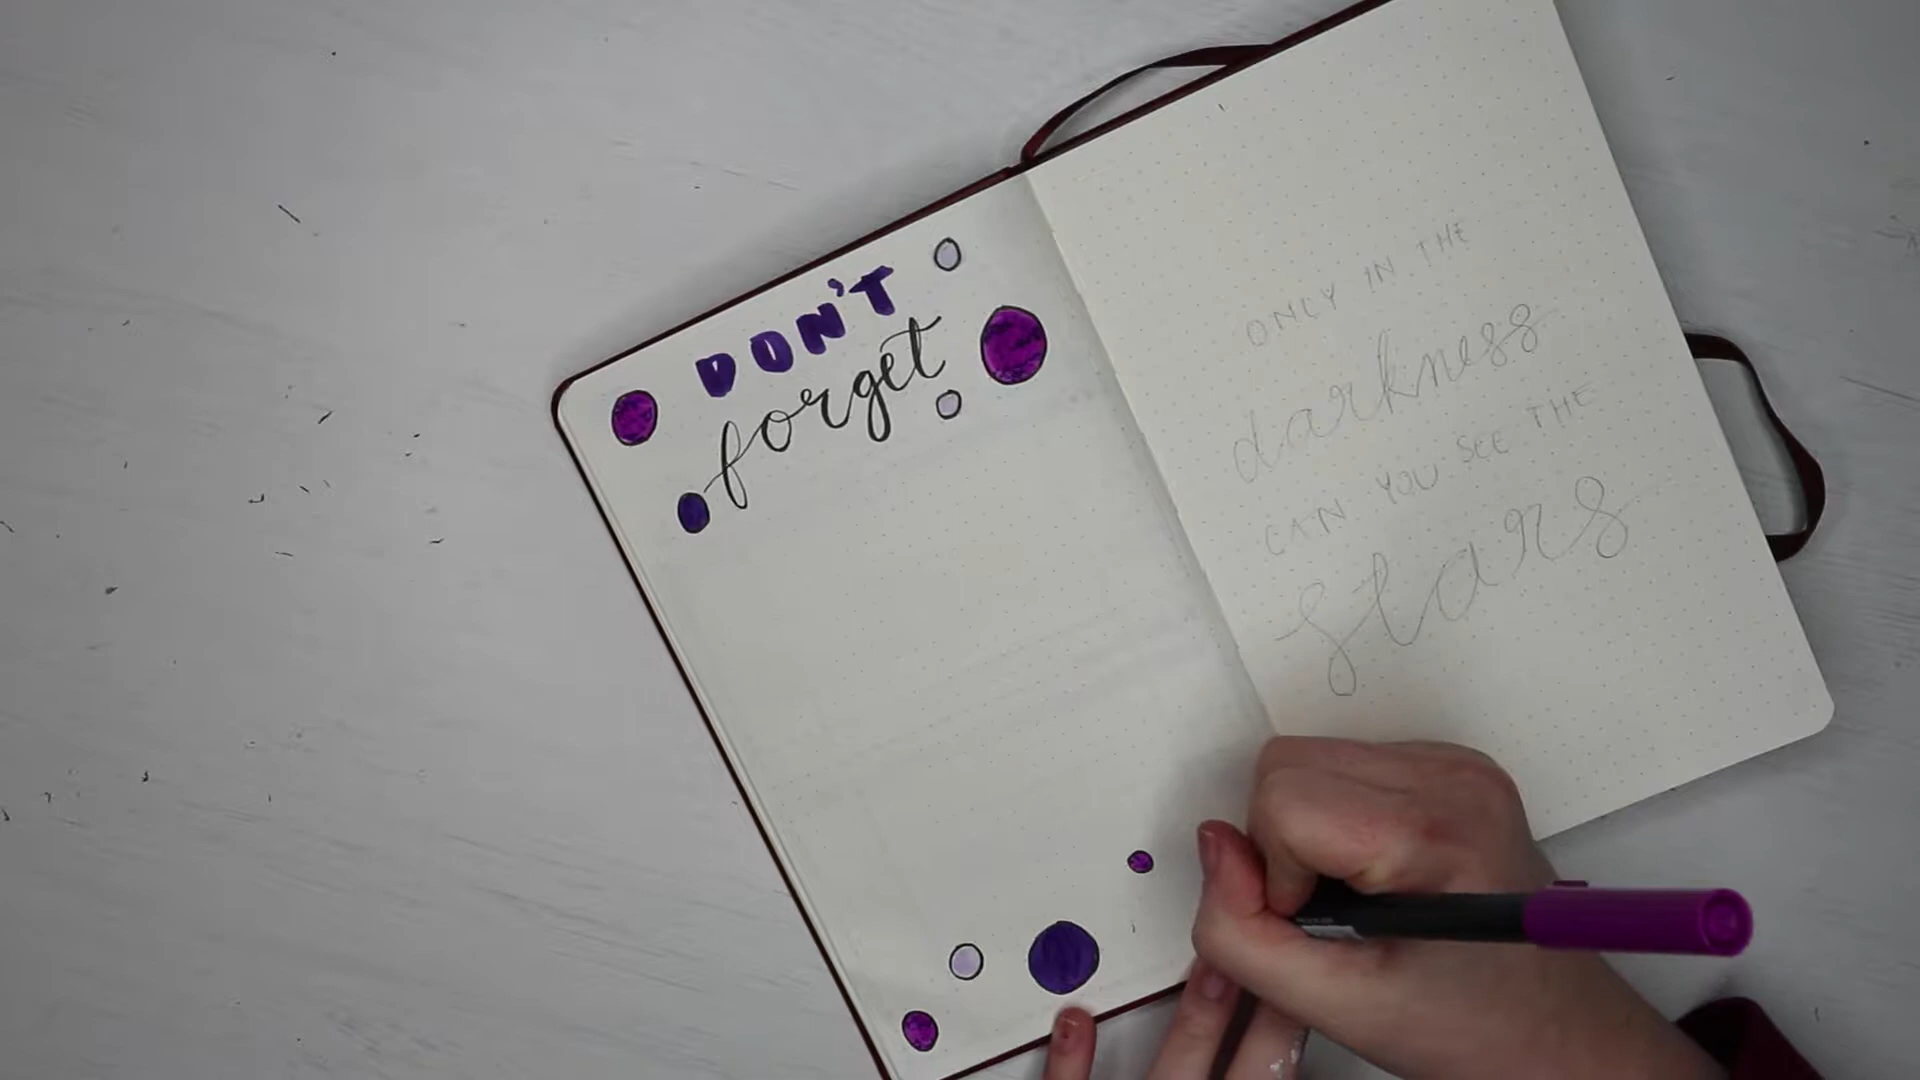 DON'T
forget
ONLY IN THE
darkness
CAN YOU SEE THE
stars